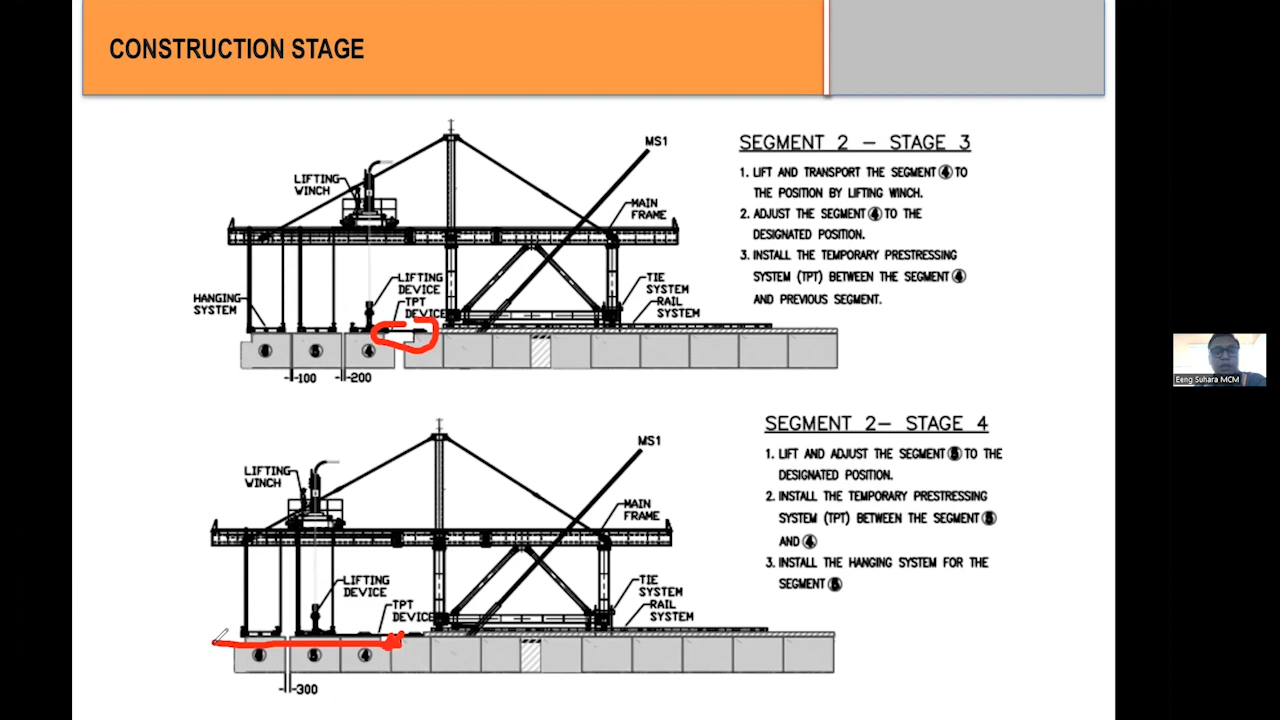 CONSTRUCTION STAGE
MS1
LIFTING
WINCH
MAIN
FRAME
LIFTING
DEVICE
TPT
DEVICE
TIE
SYSTEM
RAIL
SYSTEM
HANGING
SYSTEM
6
5
4
100
200
SEGMENT 2 - STAGE 3
1. LIFT AND TRANSPORT THE SEGMENT 4 TO
THE POSITION BY LIFTING WINCH.
2. ADJUST THE SEGMENT 4 TO THE
DESIGNATED POSITION.
3. INSTALL THE TEMPORARY PRESTRESSING
SYSTEM (TPT) BETWEEN THE SEGMENT 4
AND PREVIOUS SEGMENT.
Eeng Suhara MCM
MS1
LIFTING
WINCH
MAIN
FRAME
LIFTING
DEVICE
TPT
DEVICE
TIE
SYSTEM
RAIL
SYSTEM
6
5
4
300
SEGMENT 2- STAGE 4
1. LIFT AND ADJUST THE SEGMENT 5 TO THE
DESIGNATED POSITION.
2. INSTALL THE TEMPORARY PRESTRESSING
SYSTEM (TPT) BETWEEN THE SEGMENT 5
AND 4
3. INSTALL THE HANGING SYSTEM FOR THE
SEGMENT 5